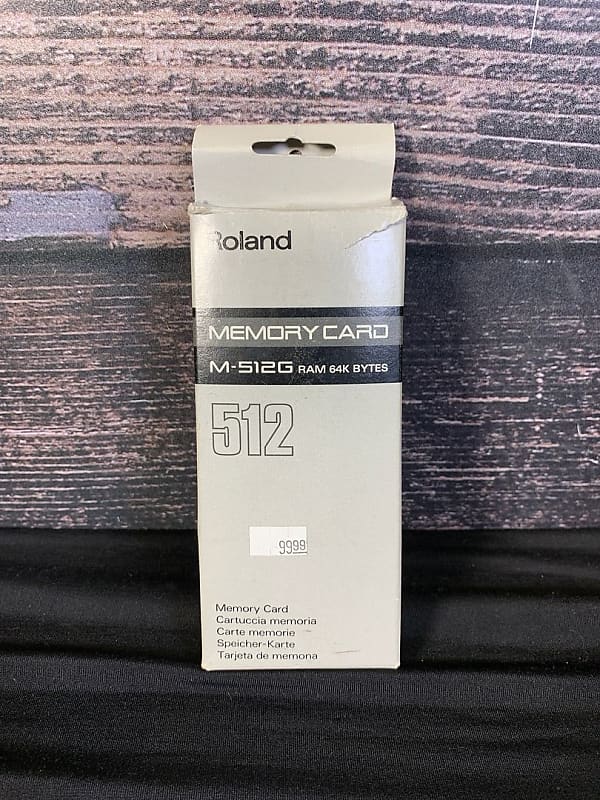 Roland
MEMORY CARD
M-512G RAM 64K BYTES
512
9999
Memory Card
Cartuccia memoria
Carte memorie
Speicher-Karte
Tarjeta de memona